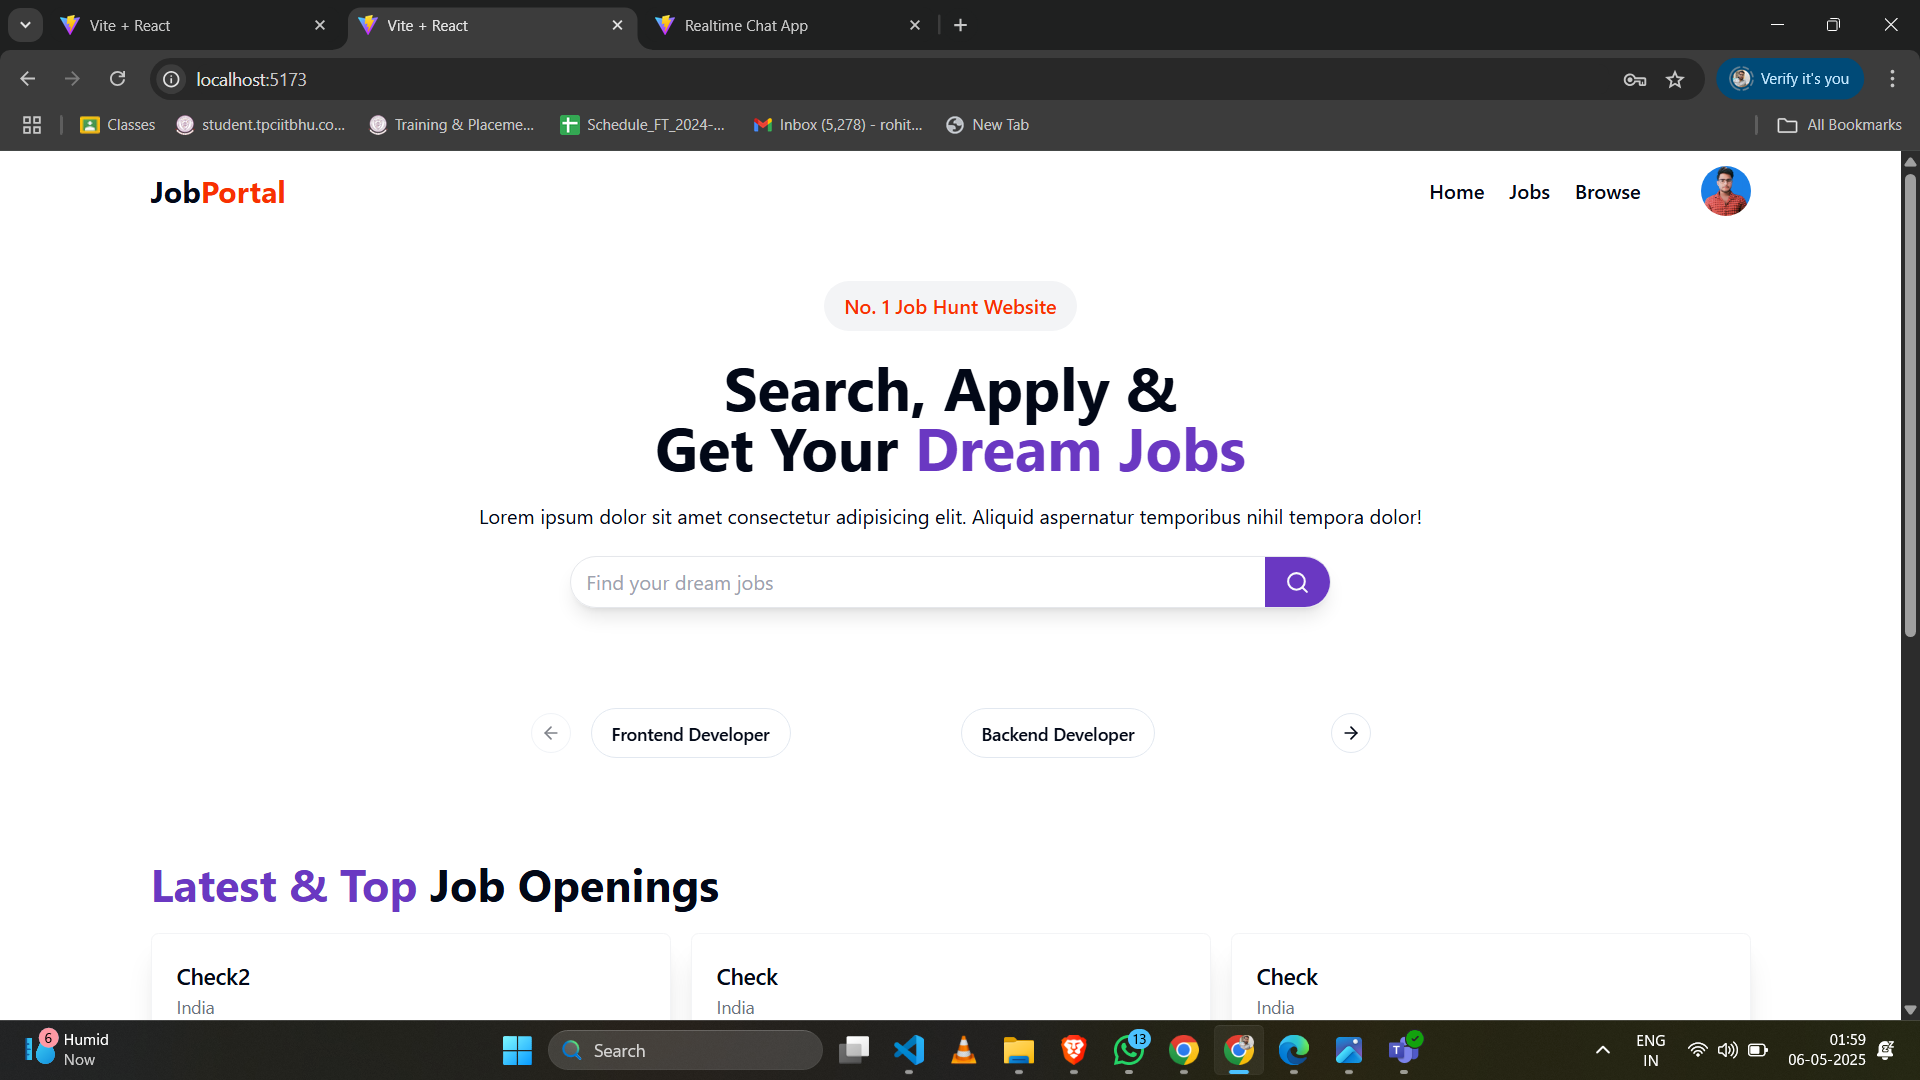 Vite + React
Vite + React
Realtime Chat App
localhost:5173
Verify it's you
Classes
student.tpciitbhu.co...
Training & Placeme...
Schedule_FT_2024-...
Inbox (5,278) - rohit...
New Tab
All Bookmarks
JobPortal
Home
Jobs
Browse
No. 1 Job Hunt Website
Search, Apply &
Get Your Dream Jobs
Lorem ipsum dolor sit amet consectetur adipisicing elit. Aliquid aspernatur temporibus nihil tempora dolor!
Find your dream jobs
Frontend Developer
Backend Developer
Latest & Top Job Openings
Check2
India
Check
India
Check
India
6
Humid
Now
Search
13
ENG
IN
01:59
06-05-2025